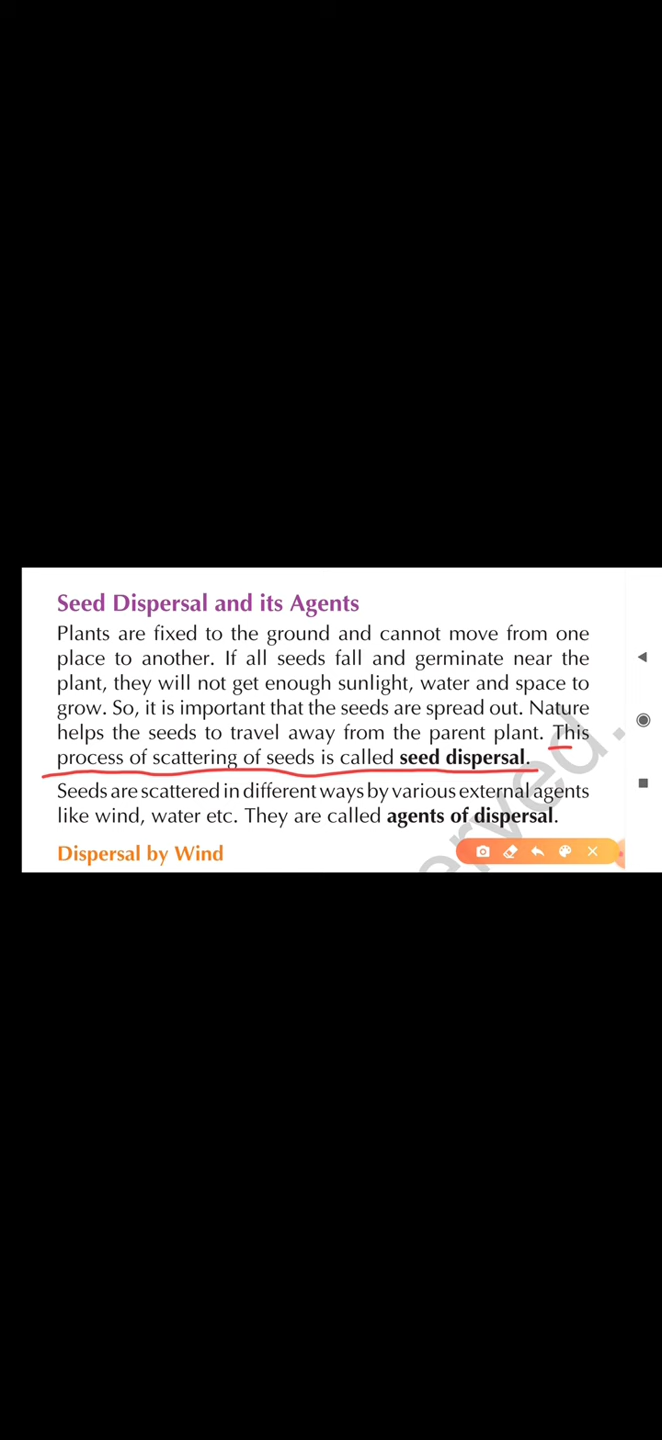 Seed Dispersal and its Agents
Plants are fixed to the ground and cannot move from one
place to another. If all seeds fall and germinate near the
plant, they will not get enough sunlight, water and space to
grow. So, it is important that the seeds are spread out. Nature
helps the seeds to travel away from the parent plant. This
process of scattering of seeds is called seed dispersal.
Seeds are scattered in different ways by various external agents
like wind, water etc. They are called agents of dispersal.
Dispersal by Wind